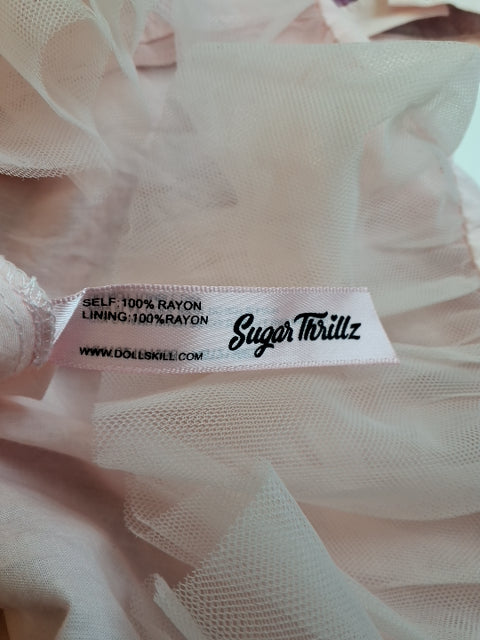 SELF:100% RAYON
LINING:100%RAYON
WWW.DOLLSKILL.COM
Sugar Thrillz